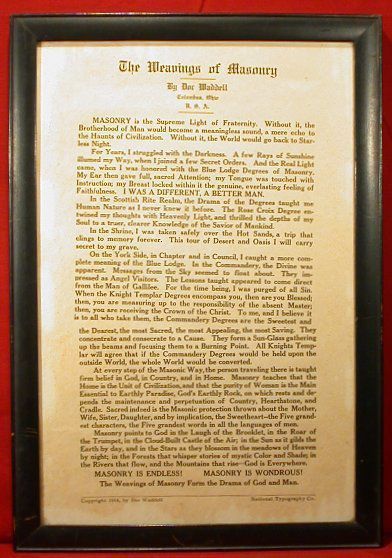 The Weavings of Masonry
By Doc Waddell
Columbus, Ohio
U. S. A.
MASONRY is the Supreme Light of Fraternity. Without it, the
Brotherhood of Man would become a meaningless sound, a mere echo to
the Haunts of Civilization. Without it, the World would go back to Star-
less Night.
For Years, I struggled with the Darkness. A few Rays of Sunshine
illumed my Way, when I joined a few Secret Orders. And the Real Light
came, when I was honored with the Blue Lodge Degrees of Masonry.
My Ear then gave full, sacred Attention; my Tongue was touched with
Instruction; my Breast locked within it the genuine, everlasting feeling of
Faithfulness. I WAS A DIFFERENT, A BETTER MAN.
In the Scottish Rite Realm, the Drama of the Degrees taught me
Human Nature as I never knew it before. The Rose Croix Degree en-
twined my thoughts with Heavenly Light, and thrilled the depths of my
Soul to a truer, clearer Knowledge of the Savior of Mankind.
In the Shrine, I was taken safely over the Hot Sands, a trip that
clings to memory forever. This tour of Desert and Oasis I will carry
secret to my grave.
On the York Side, in Chapter and in Council, I caught a more com-
plete meaning of the Blue Lodge. In the Commandery, the Divine was
apparent. Messages from the Sky seemed to float about. They im-
pressed as Angel Visitors. The Lessons taught appeared to come direct
from the Man of Galilee. For the time being, I was purged of all Sin.
When the Knight Templar Degrees encompass you, then are you Blessed;
then, you are measuring up to the responsibility of the absent Master;
then, you are receiving the Crown of the Christ. To me, and I believe it
is to all who take them, the Commandery Degrees are the Sweetest and
the Dearest, the most Sacred, the most Appealing, the most Saving. They
concentrate and consecrate to a Cause. They form a Sun-Glass gathering
up the beams and focusing them to a Burning Point. All Knights Temp-
lar will agree that if the Commandery Degrees would be held upon the
outside World, the whole World would be converted.
At every step of the Masonic Way, the person traveling there is taught
firm belief in God, in Country, and in Home. Masonry teaches that the
Home is the Unit of Civilization, and that the purity of Woman is the Main
Essential to Earthly Paradise, God's Earthly Rock, on which rests and de-
pends the maintenance and perpetuation of Country, Hearthstone, and
Cradle. Sacred indeed is the Masonic protection thrown about the Mother,
Wife, Sister, Daughter, and by implication, the Sweetheart—the Five grand-
est characters, the Five grandest words in all the languages of men.
Masonry points to God in the Laugh of the Brooklet, in the Roar of
the Trumpet, in the Cloud-Built Castle of the Air; in the Sun as it gilds the
Earth by day, and in the Stars as they blossom in the meadows of Heaven
by night; in the Forests that whisper stories of mystic Color and Shade; in
the Rivers that flow, and the Mountains that rise—God is Everywhere.
MASONRY IS ENDLESS! MASONRY IS WONDROUS!
The Weavings of Masonry Form the Drama of God and Man.
Copyright 1914, by Doc Waddell
National Typography Co.